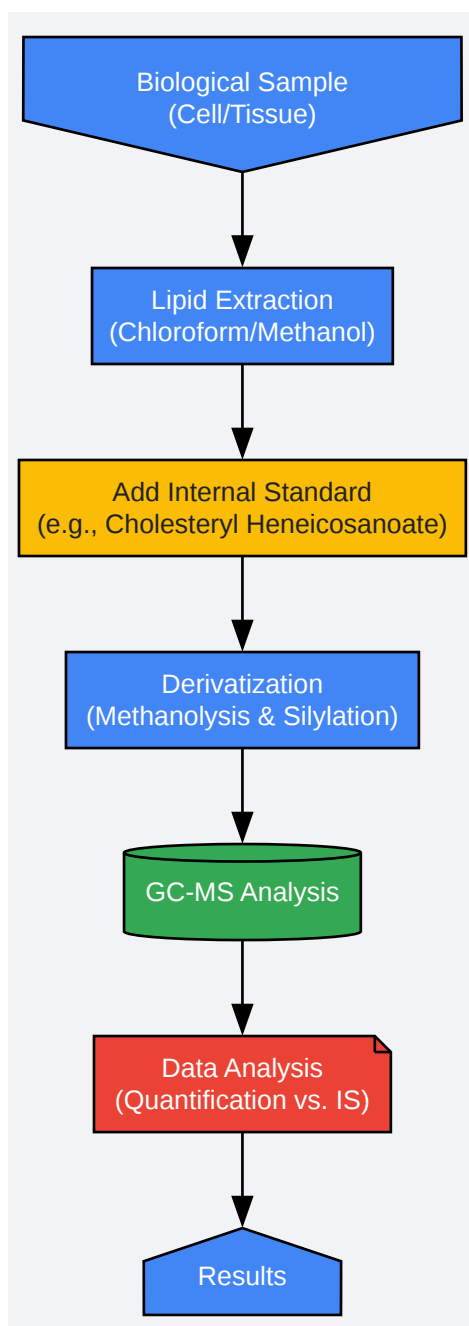 Biological Sample
(Cell/Tissue)
Lipid Extraction
(Chloroform/Methanol)
Add Internal Standard
(e.g., Cholesteryl Heneicosanoate)
Derivatization
(Methanolysis & Silylation)
GC-MS Analysis
Data Analysis
(Quantification vs. IS)
Results